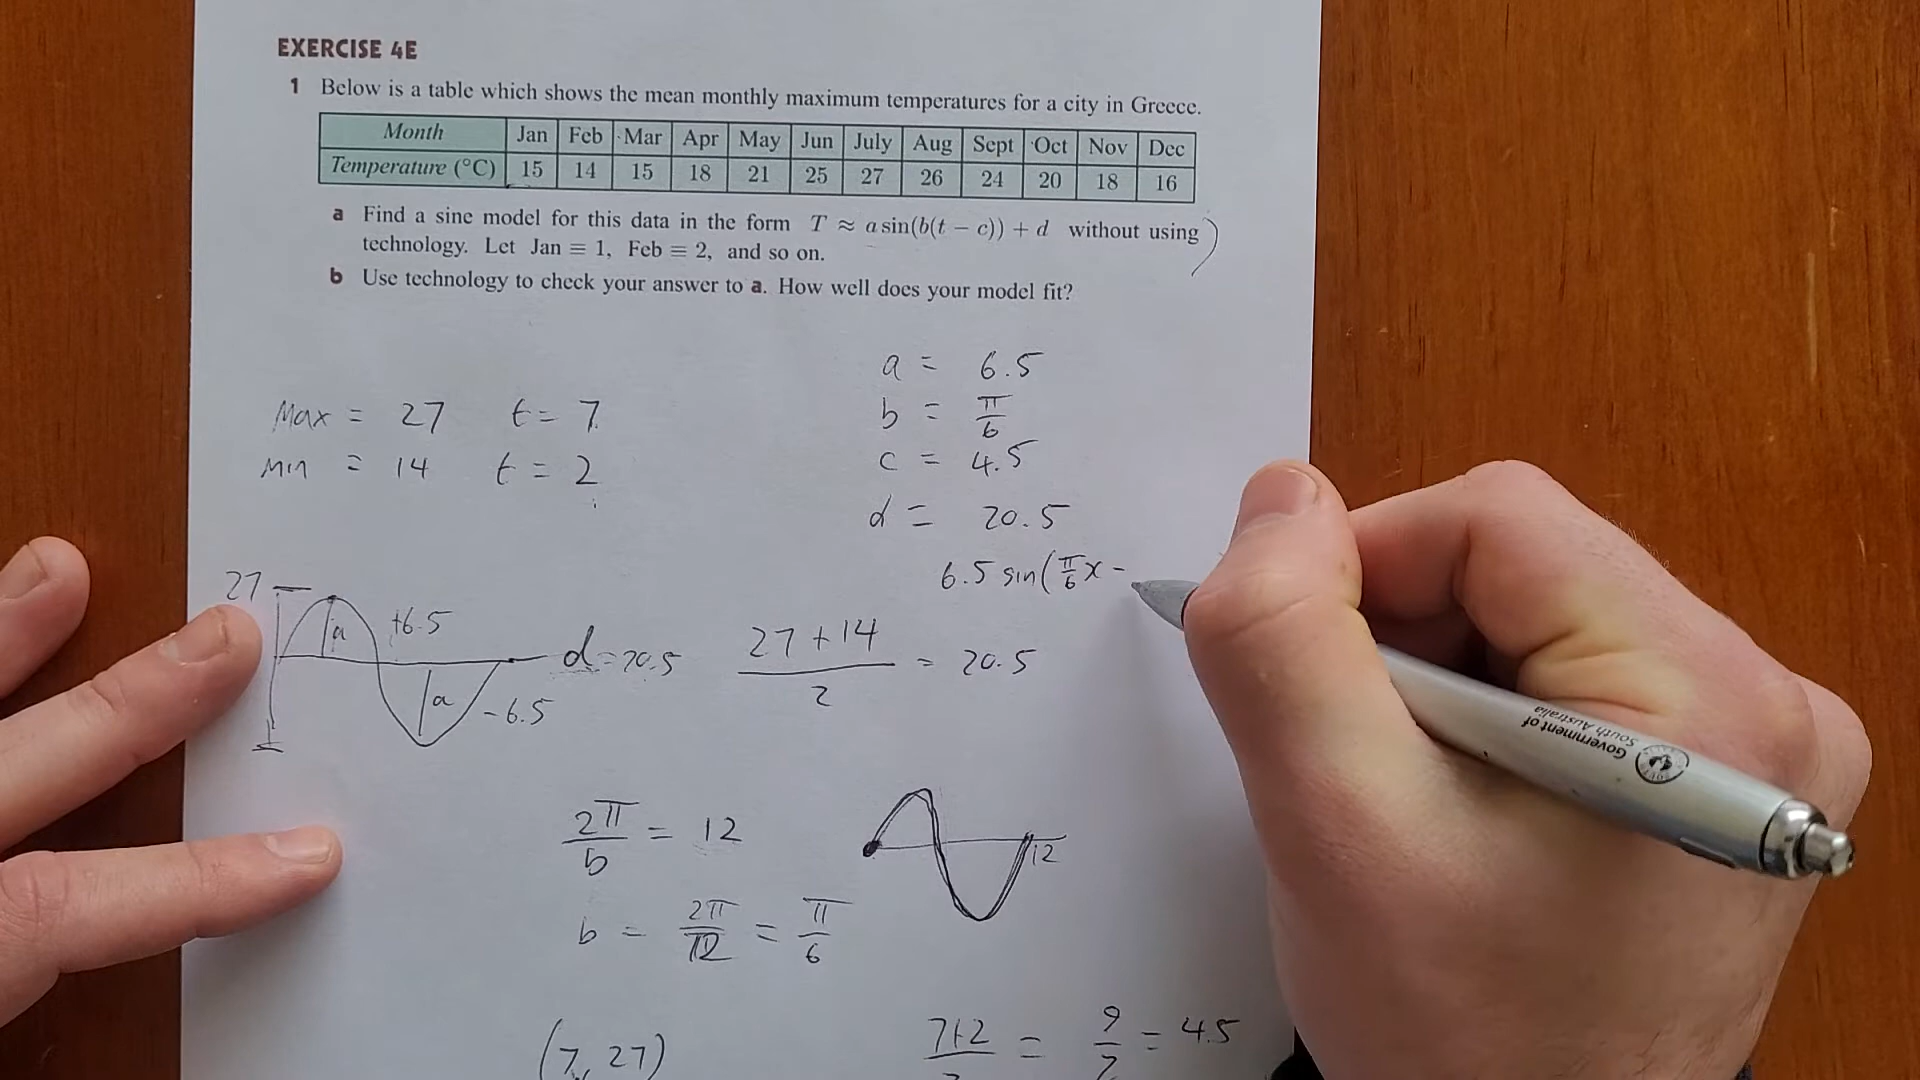 EXERCISE 4E
1 Below is a table which shows the mean monthly maximum temperatures for a city in Greece.
Month Jan Feb Mar Apr May Jun July Aug Sept Oct Nov Dec
Temperature (°C) 15 14 15 18 21 25 27 26 24 20 18 16
a Find a sine model for this data in the form T ≈ a sin(b(t − c)) + d without using
technology. Let Jan ≡ 1, Feb ≡ 2, and so on.
b Use technology to check your answer to a. How well does your model fit?
a = 6.5
b = π/6
c = 4.5
d = 20.5
Max = 27 t = 7
Min = 14 t = 2
6.5 sin(π/6 x -
27
a
+6.5
a
-6.5
d=20.5
27 + 14 / 2 = 20.5
2π/b = 12
b = 2π/12 = π/6
12
(7, 27)
7+2 = 9/2 = 4.5
Government of
South Australia